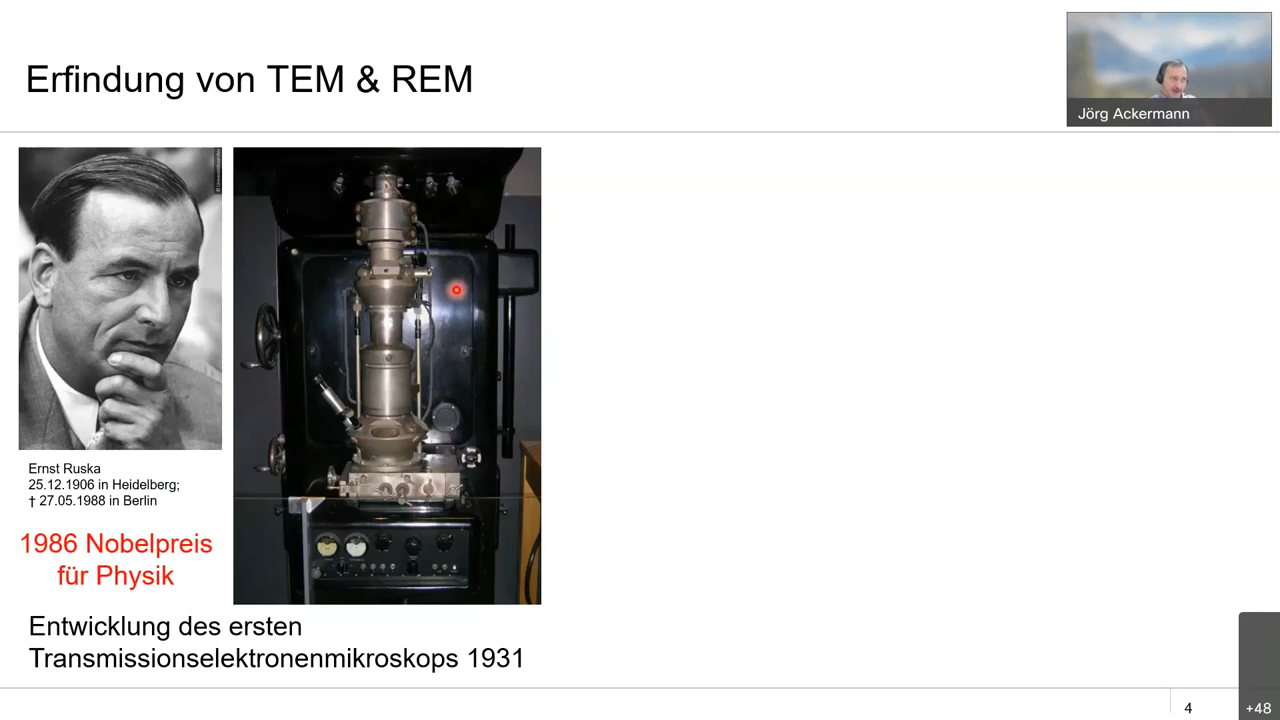 Erfindung von TEM & REM
Jörg Ackermann
Ernst Ruska
25.12.1906 in Heidelberg;
† 27.05.1988 in Berlin
1986 Nobelpreis
für Physik
Entwicklung des ersten
Transmissionselektronenmikroskops 1931
4
+48